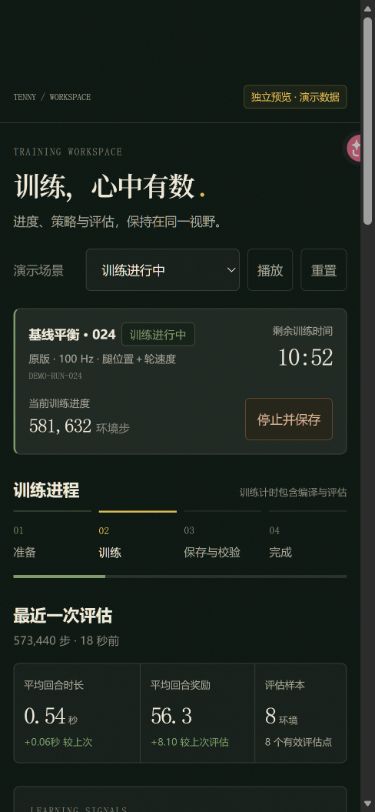 TENNY / WORKSPACE
独立预览 · 演示数据
TRAINING WORKSPACE
训练，心中有数.
进度、策略与评估，保持在同一视野。
演示场景
训练进行中
播放
重置
基线平衡 · 024
训练进行中
剩余训练时间
原版 · 100 Hz · 腿位置 + 轮速度
10:52
DEMO-RUN-024
当前训练进度
581,632 环境步
停止并保存
训练进程
训练计时包含编译与评估
01
准备
02
训练
03
保存与校验
04
完成
最近一次评估
573,440 步 · 18 秒前
平均回合时长
0.54 秒
+0.06秒 较上次
平均回合奖励
56.3
+8.10 较上次评估
评估样本
8 环境
8 个有效评估点
LEARNING SIGNALS